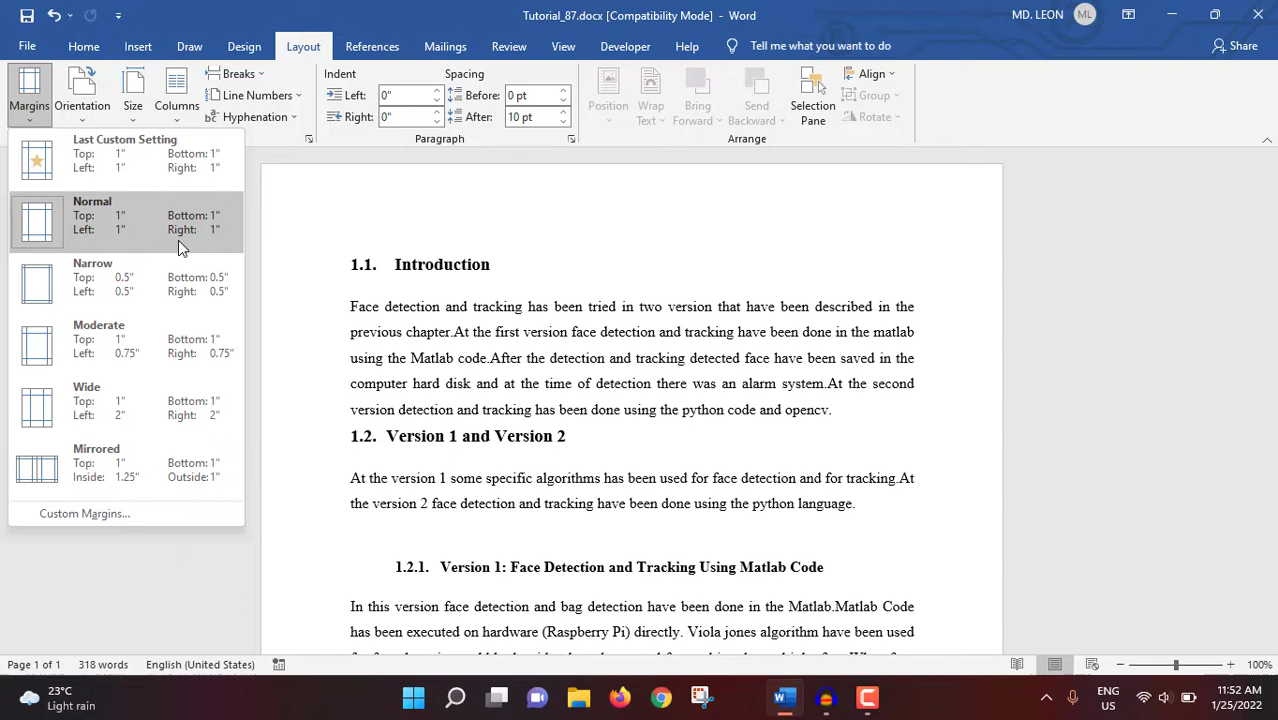 Tutorial_87.docx [Compatibility Mode] - Word
MD. LEON
ML
File
Home
Insert
Draw
Design
Layout
References
Mailings
Review
View
Developer
Help
Tell me what you want to do
Share
Margins
Orientation
Size
Columns
Breaks
Line Numbers
Hyphenation
Indent
Left: 0"
Right: 0"
Spacing
Before: 0 pt
After: 10 pt
Paragraph
Position
Wrap Text
Bring Forward
Send Backward
Selection Pane
Align
Group
Rotate
Arrange
Last Custom Setting
Top: 1" Bottom: 1"
Left: 1" Right: 1"
Normal
Top: 1" Bottom: 1"
Left: 1" Right: 1"
Narrow
Top: 0.5" Bottom: 0.5"
Left: 0.5" Right: 0.5"
Moderate
Top: 1" Bottom: 1"
Left: 0.75" Right: 0.75"
Wide
Top: 1" Bottom: 1"
Left: 2" Right: 2"
Mirrored
Top: 1" Bottom: 1"
Inside: 1.25" Outside: 1"
Custom Margins...
1.1. Introduction
Face detection and tracking has been tried in two version that have been described in the
previous chapter.At the first version face detection and tracking have been done in the matlab
using the Matlab code.After the detection and tracking detected face have been saved in the
computer hard disk and at the time of detection there was an alarm system.At the second
version detection and tracking has been done using the python code and opencv.
1.2. Version 1 and Version 2
At the version 1 some specific algorithms has been used for face detection and for tracking.At
the version 2 face detection and tracking have been done using the python language.
1.2.1. Version 1: Face Detection and Tracking Using Matlab Code
In this version face detection and bag detection have been done in the Matlab.Matlab Code
has been executed on hardware (Raspberry Pi) directly. Viola jones algorithm have been used
Page 1 of 1
318 words
English (United States)
100%
23°C
Light rain
ENG
US
11:52 AM
1/25/2022